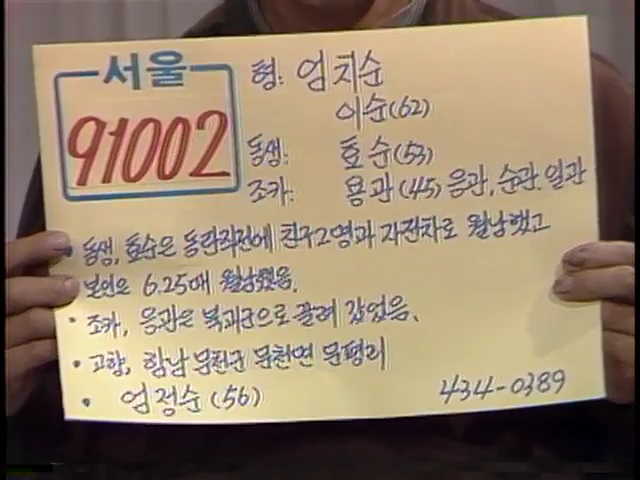 서울
91002
형: 엄지순
이순(62)
동생: 효순(53)
조카: 용관(45) 음관, 순관, 일관
• 동생, 효순은 동란직전에 친구2명과 자전차로 월남했고
본인은 6.25때 월남했음.
• 조카, 용관은 북괴군으로 끌려 갔었음.
• 고향, 함남 문천군 문천면 문평리
• 엄정순 (56)
434-0389